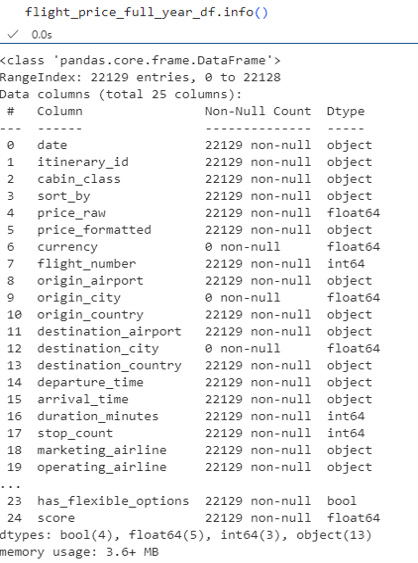 flight_price_full_year_df.info()
✓ 0.0s
<class 'pandas.core.frame.DataFrame'>
RangeIndex: 22129 entries, 0 to 22128
Data columns (total 25 columns):
 #   Column                Non-Null Count  Dtype
---  ------                --------------  -----
 0   date                  22129 non-null  object
 1   itinerary_id          22129 non-null  object
 2   cabin_class           22129 non-null  object
 3   sort_by               22129 non-null  object
 4   price_raw             22129 non-null  float64
 5   price_formatted       22129 non-null  object
 6   currency              0 non-null      float64
 7   flight_number         22129 non-null  int64
 8   origin_airport        22129 non-null  object
 9   origin_city           0 non-null      float64
 10  origin_country        22129 non-null  object
 11  destination_airport   22129 non-null  object
 12  destination_city      0 non-null      float64
 13  destination_country   22129 non-null  object
 14  departure_time        22129 non-null  object
 15  arrival_time          22129 non-null  object
 16  duration_minutes      22129 non-null  int64
 17  stop_count            22129 non-null  int64
 18  marketing_airline     22129 non-null  object
 19  operating_airline     22129 non-null  object
...
 23  has_flexible_options  22129 non-null  bool
 24  score                 22129 non-null  float64
dtypes: bool(4), float64(5), int64(3), object(13)
memory usage: 3.6+ MB